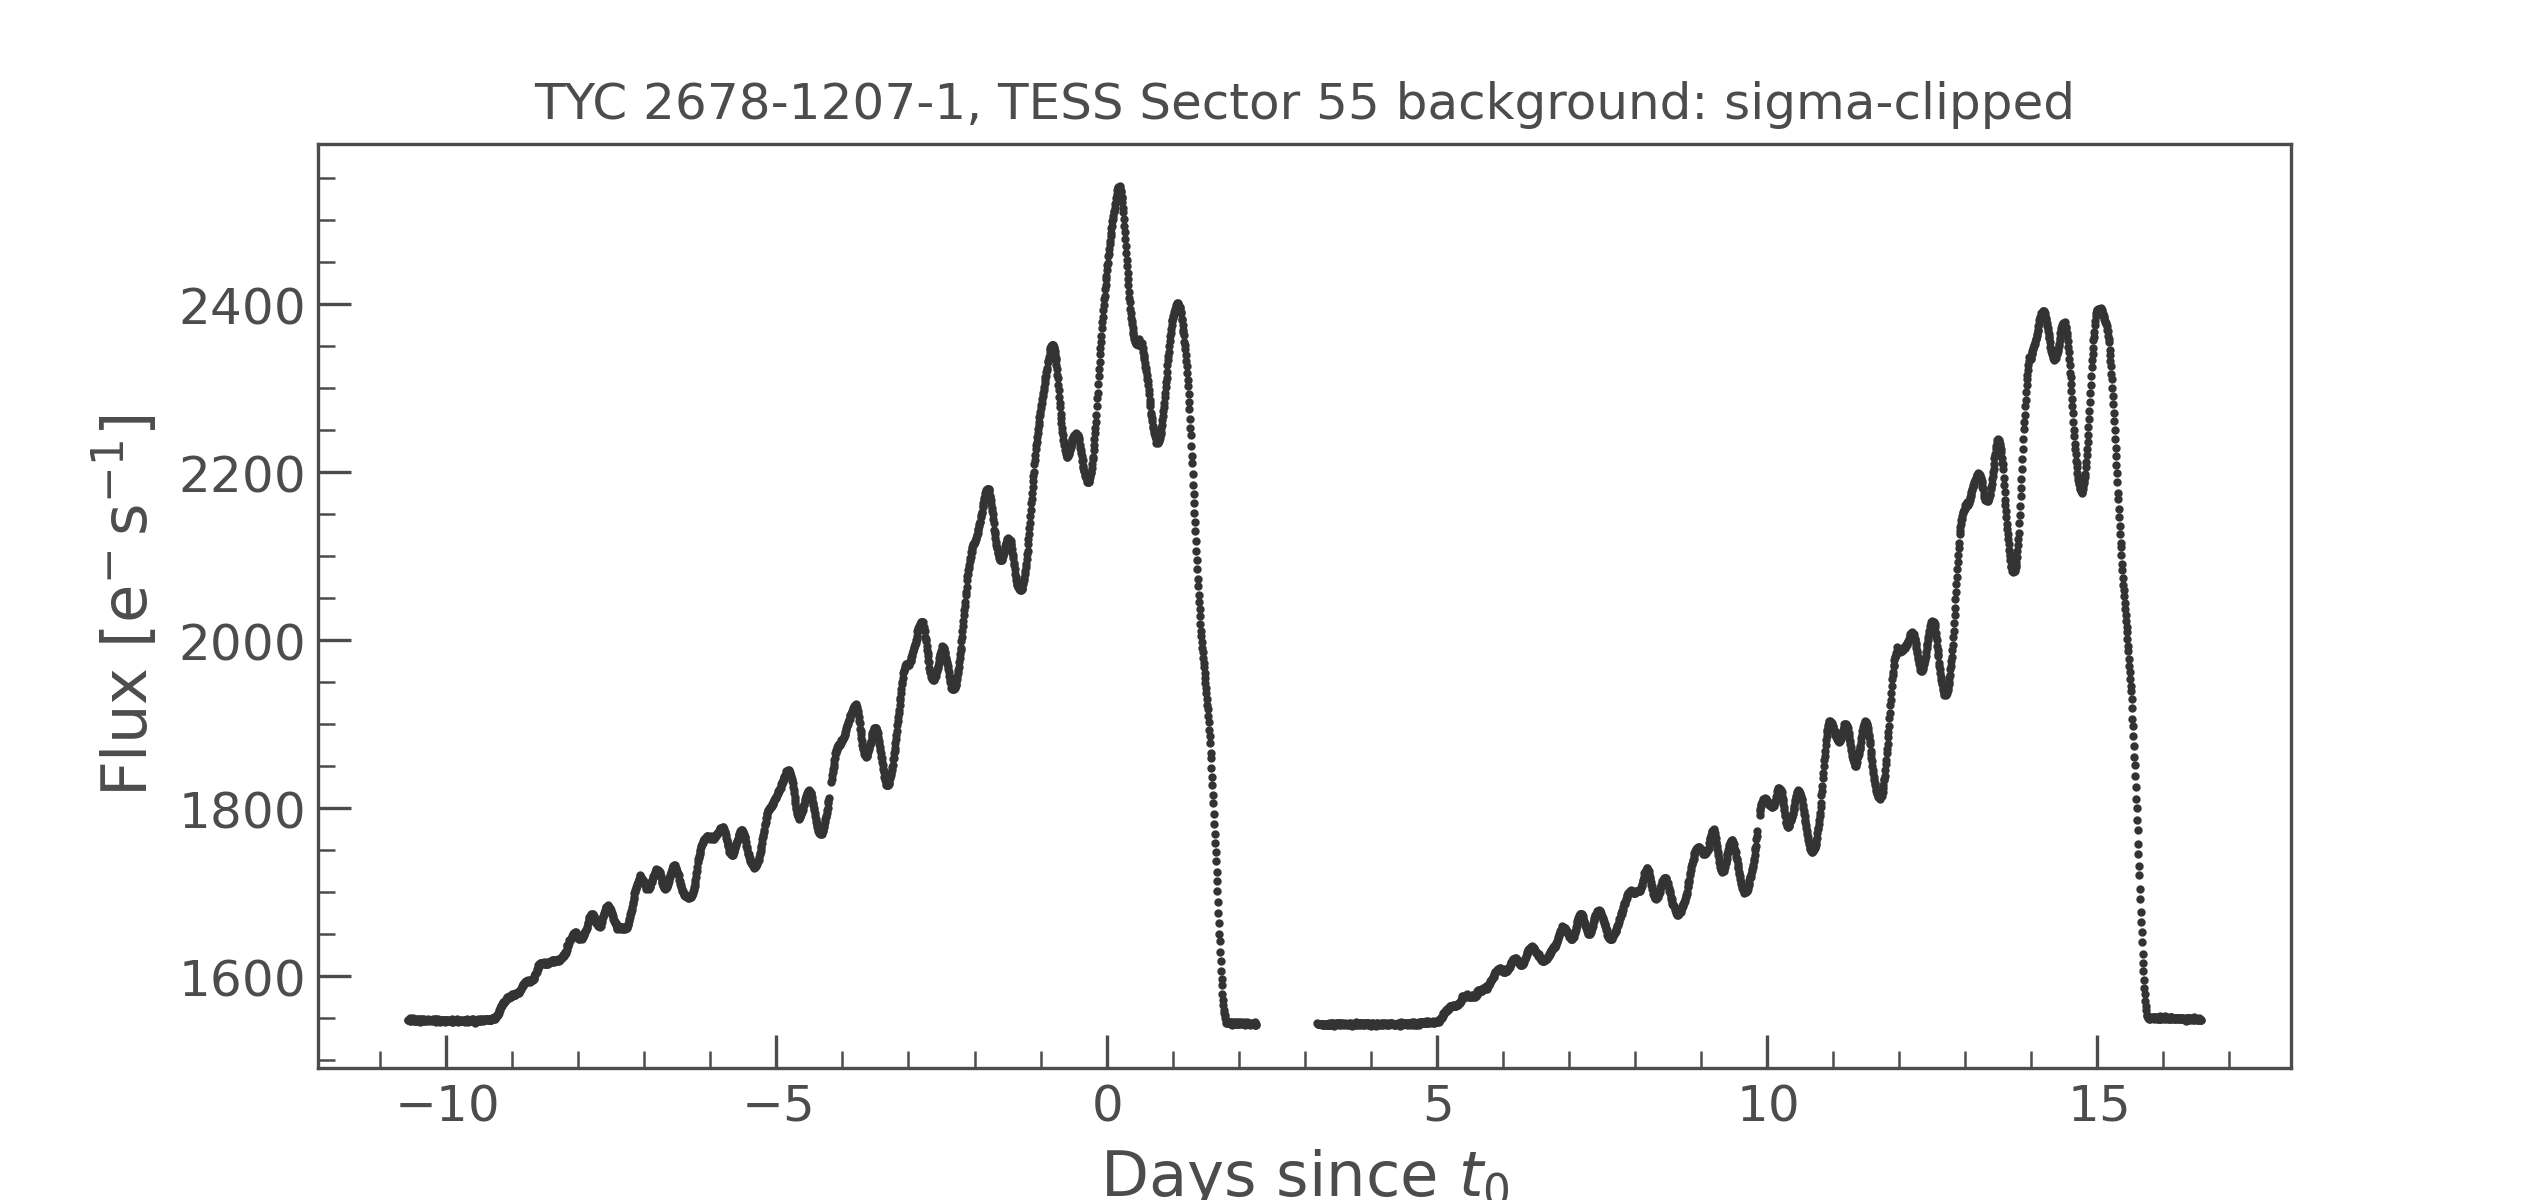 TYC 2678-1207-1, TESS Sector 55 background: sigma-clipped
Flux [e⁻ s⁻¹]
2400
2200
2000
1800
1600
−10 −5 0 5 10 15
Days since t₀